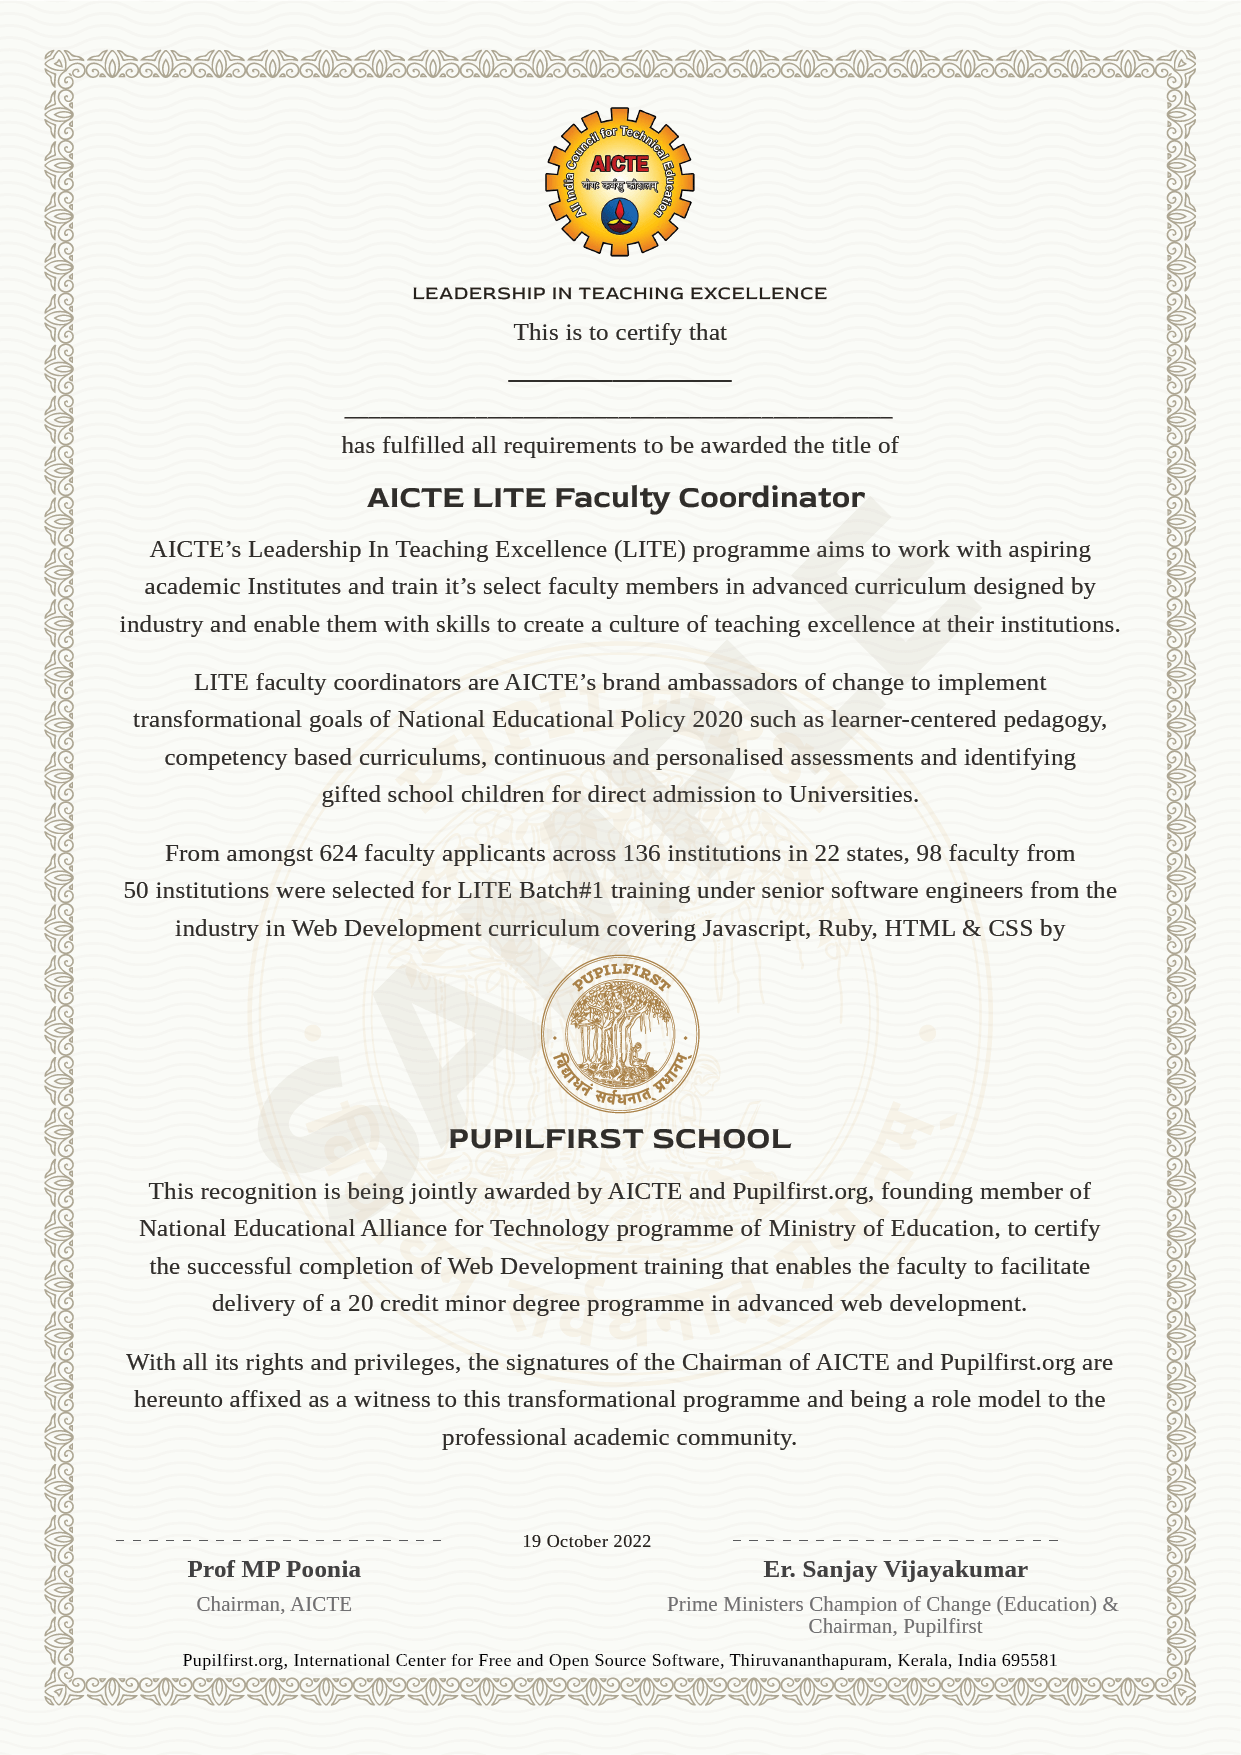 All India Council for Technical Education
AICTE
योगः कर्मसु कौशलम्
LEADERSHIP IN TEACHING EXCELLENCE
This is to certify that
has fulfilled all requirements to be awarded the title of
AICTE LITE Faculty Coordinator
AICTE’s Leadership In Teaching Excellence (LITE) programme aims to work with aspiring
academic Institutes and train it’s select faculty members in advanced curriculum designed by
industry and enable them with skills to create a culture of teaching excellence at their institutions.
LITE faculty coordinators are AICTE’s brand ambassadors of change to implement
transformational goals of National Educational Policy 2020 such as learner-centered pedagogy,
competency based curriculums, continuous and personalised assessments and identifying
gifted school children for direct admission to Universities.
From amongst 624 faculty applicants across 136 institutions in 22 states, 98 faculty from
50 institutions were selected for LITE Batch#1 training under senior software engineers from the
industry in Web Development curriculum covering Javascript, Ruby, HTML & CSS by
SAMPLE
PUPILFIRST
विद्याधनं सर्वधनात् प्रधानम्
PUPILFIRST SCHOOL
This recognition is being jointly awarded by AICTE and Pupilfirst.org, founding member of
National Educational Alliance for Technology programme of Ministry of Education, to certify
the successful completion of Web Development training that enables the faculty to facilitate
delivery of a 20 credit minor degree programme in advanced web development.
With all its rights and privileges, the signatures of the Chairman of AICTE and Pupilfirst.org are
hereunto affixed as a witness to this transformational programme and being a role model to the
professional academic community.
19 October 2022
Prof MP Poonia
Chairman, AICTE
Er. Sanjay Vijayakumar
Prime Ministers Champion of Change (Education) &
Chairman, Pupilfirst
Pupilfirst.org, International Center for Free and Open Source Software, Thiruvananthapuram, Kerala, India 695581